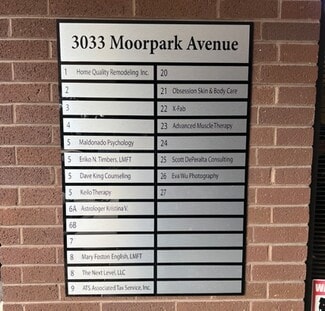 3033 Moorpark Avenue
1 Home Quality Remodeling Inc.
2
3
4
5 Maldonado Psychology
5 Eriko N. Timbers, LMFT
5 Dave King Counseling
5 Keilo Therapy
6A Astrologer Kristina V.
6B
7
8 Mary Foston English, LMFT
8 The Next Level, LLC
9 ATS Associated Tax Service, Inc.
20
21 Obsession Skin & Body Care
22 X-Fab
23 Advanced Muscle Therapy
24
25 Scott DePeralta Consulting
26 Eva Wu Photography
27